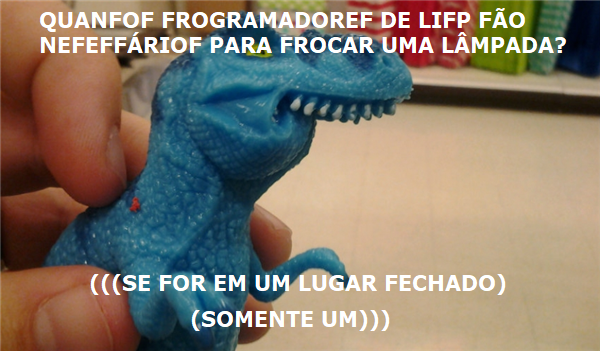 QUANFOF FROGRAMADOREF DE LIFP FÃO
NEFEFFÁRIOF PARA FROCAR UMA LÂMPADA?
(((SE FOR EM UM LUGAR FECHADO)
(SOMENTE UM)))